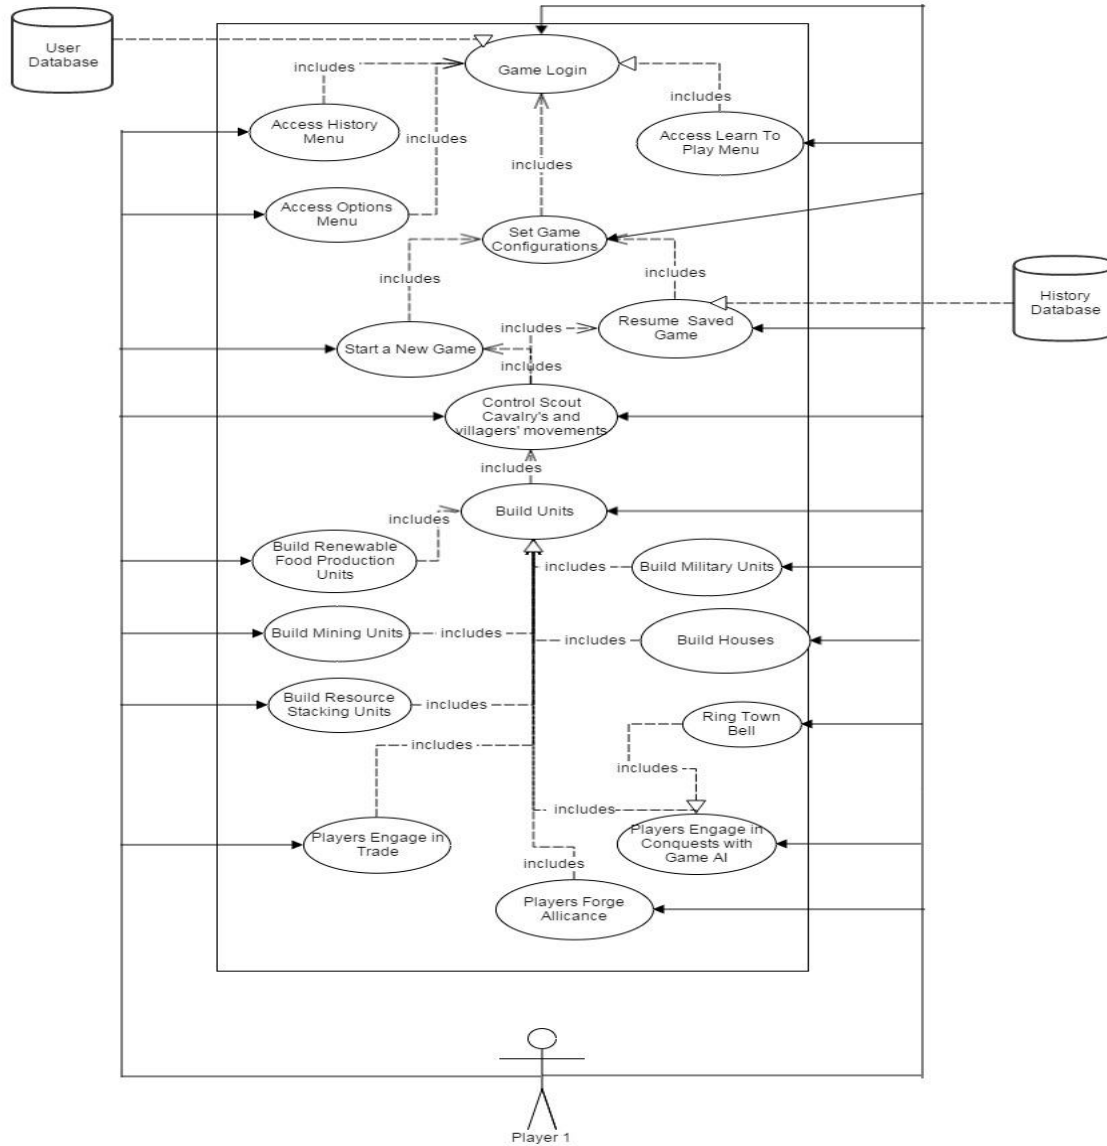 User
Database
includes
Game Login
includes
Access History
Menu
includes
Access Learn To
Play Menu
includes
Access Options
Menu
Set Game
Configurations
includes
includes
History
Database
includes
Resume Saved
Game
Start a New Game
includes
Control Scout
Cavalry's and
villagers' movements
includes
Build Units
includes
Build Renewable
Food Production
Units
includes
Build Military Units
Build Mining Units
includes
includes
Build Houses
Build Resource
Stacking Units
includes
Ring Town
Bell
includes
includes
includes
Players Engage in
Trade
Players Engage in
Conquests with
Game AI
includes
Players Forge
Allicance
Player 1